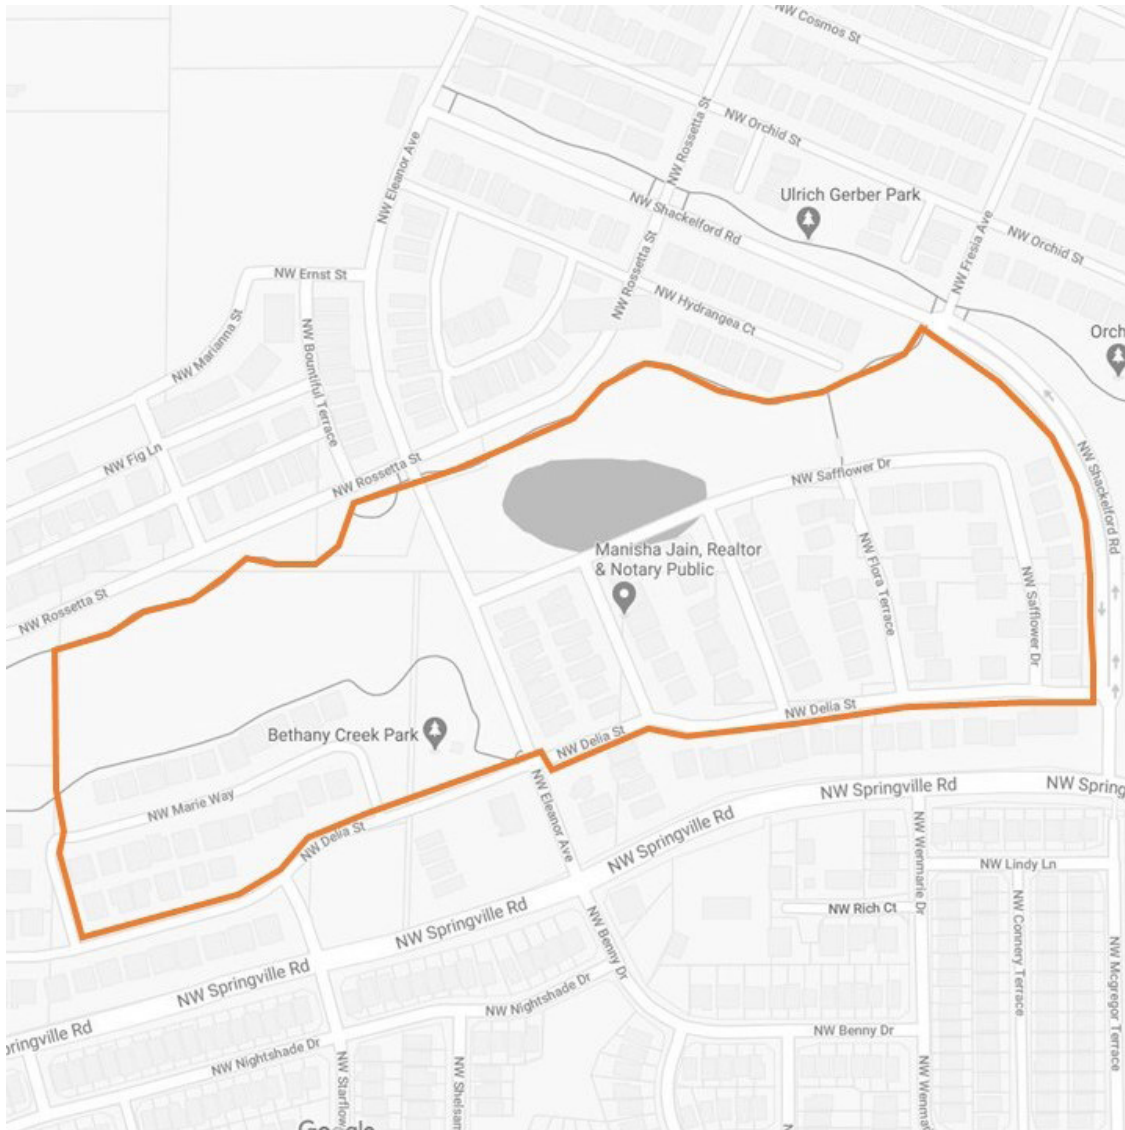 NW Cosmos St
NW Orchid St
NW Rossetta St
NW Eleanor Ave
Ulrich Gerber Park
NW Shackelford Rd
NW Fresia Ave
NW Orchid St
NW Rossetta St
NW Ernst St
NW Hydrangea Ct
NW Marianna St
NW Bountiful Terrace
Orch
NW Fig Ln
NW Rossetta St
NW Safflower Dr
NW Shackelford Rd
Manisha Jain, Realtor
& Notary Public
NW Flora Terrace
NW Rossetta St
NW Safflower Dr
NW Delia St
Bethany Creek Park
NW Delia St
NW Marie Way
NW Eleanor Ave
NW Springville Rd
NW Spring
NW Delia St
NW Springville Rd
NW Wenmarie Dr
NW Lindy Ln
NW Rich Ct
NW Springville Rd
NW Benny Dr
NW Connery Terrace
NW Mcgregor Terrace
NW Springville Rd
NW Nightshade Dr
pringville Rd
NW Benny Dr
NW Nightshade Dr
NW Starflow
NW Shelsam
NW Wenma
Google